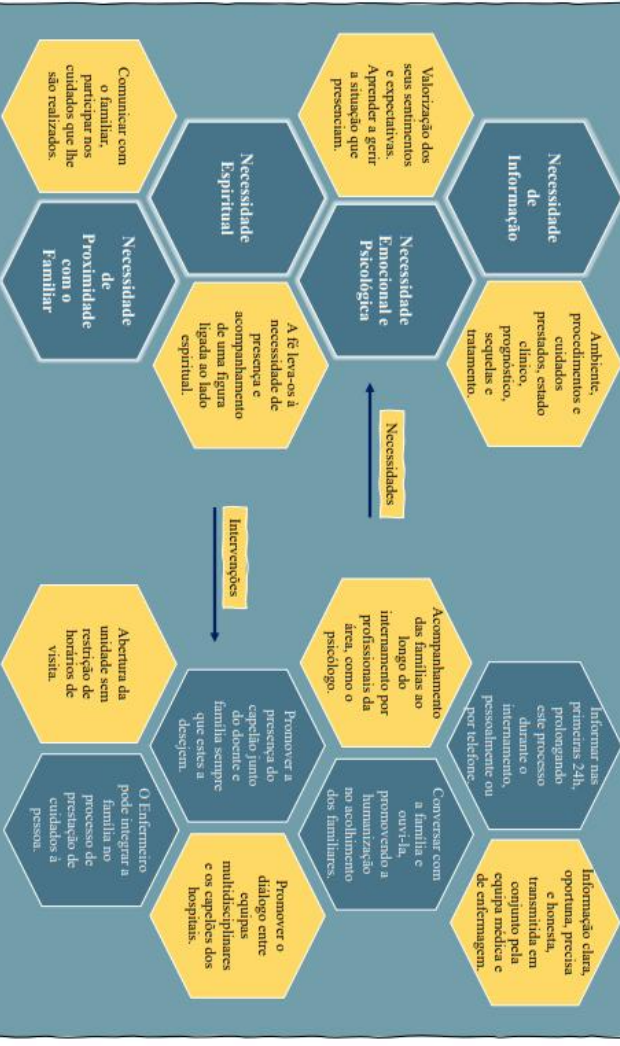 Necessidade
de
Informação
Ambiente,
procedimentos e
cuidados
prestados, estado
clínico,
prognóstico,
sequelas e
tratamento.
Informar nas
primeiras 24h,
prolongando
este processo
durante o
internamento,
pessoalmente ou
por telefone.
Informação clara,
oportuna, precisa
e honesta,
transmitida em
conjunto pela
equipa médica e
de enfermagem.
Valorização dos
seus sentimentos
e expectativas.
Aprender a gerir
a situação que
presenciam.
Necessidade
Emocional e
Psicológica
Necessidades
Acompanhamento
das famílias ao
longo do
internamento por
profissionais da
área, como o
psicólogo.
Conversar com
a família e
ouvi-la,
promovendo a
humanização
no acolhimento
dos familiares.
Necessidade
Espiritual
A fé leva-os à
necessidade de
presença e
acompanhamento
de uma figura
ligada ao lado
espiritual.
Intervenções
Promover a
presença do
capelão junto
do doente e
família sempre
que estes a
desejem.
Promover o
diálogo entre
equipas
multidisciplinares
e os capelões dos
hospitais.
Comunicar com
o familiar,
participar nos
cuidados que lhe
são realizados.
Necessidade
de
Proximidade
com o
Familiar
Abertura da
unidade sem
restrição de
horários de
visita.
O Enfermeiro
pode integrar a
família no
processo de
prestação de
cuidados à
pessoa.